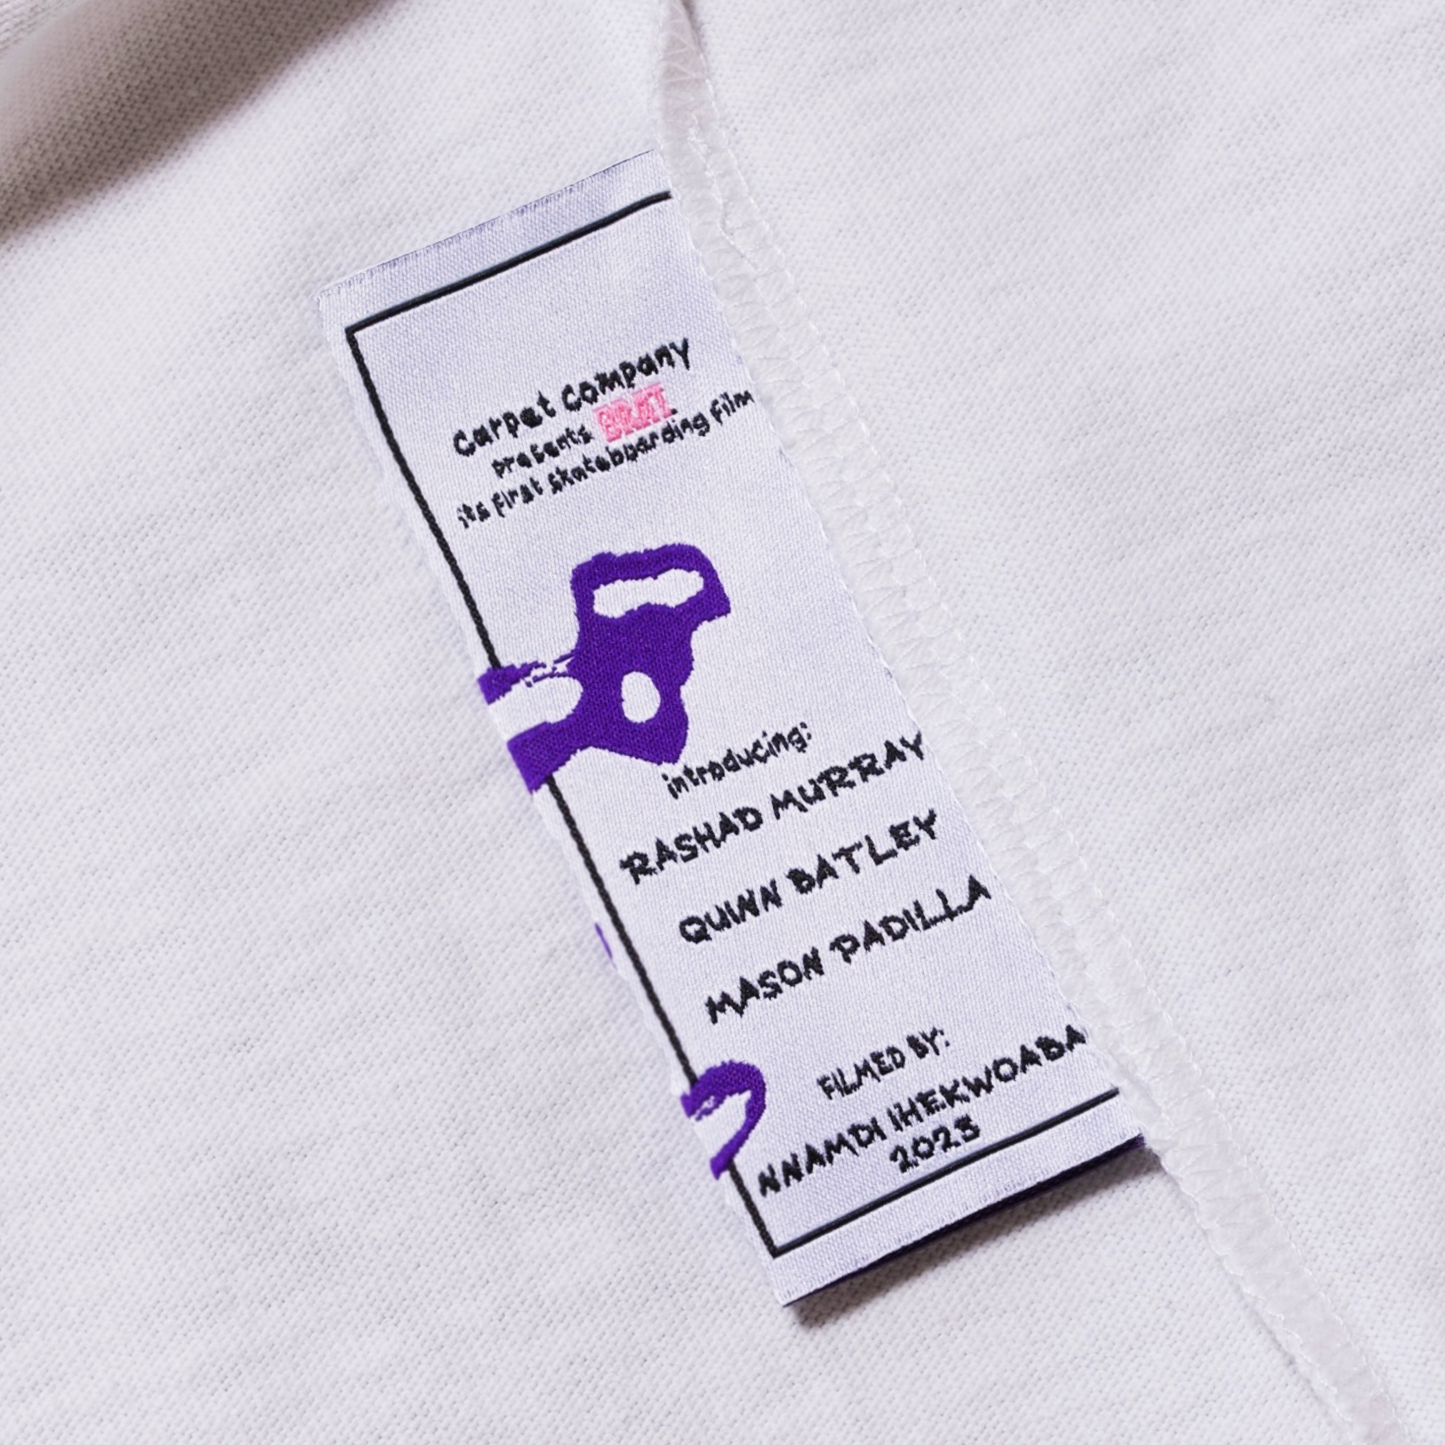 Carpet Company
presents BRAT
its first skateboarding film
introducing:
RASHAD MURRAY
QUINN BATLEY
MASON PADILLA
FILMED BY:
NNAMDI IHEKWOABA
2023